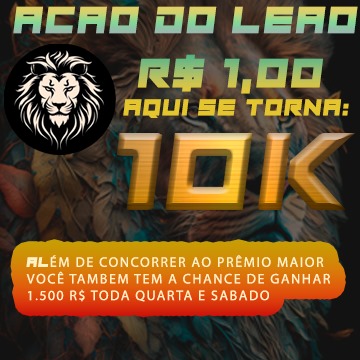 ACAO DO LEAO
R$ 1,00
AQUI SE TORNA:
10K
ALÉM DE CONCORRER AO PRÊMIO MAIOR
VOCÊ TAMBEM TEM A CHANCE DE GANHAR
1.500 R$ TODA QUARTA E SABADO